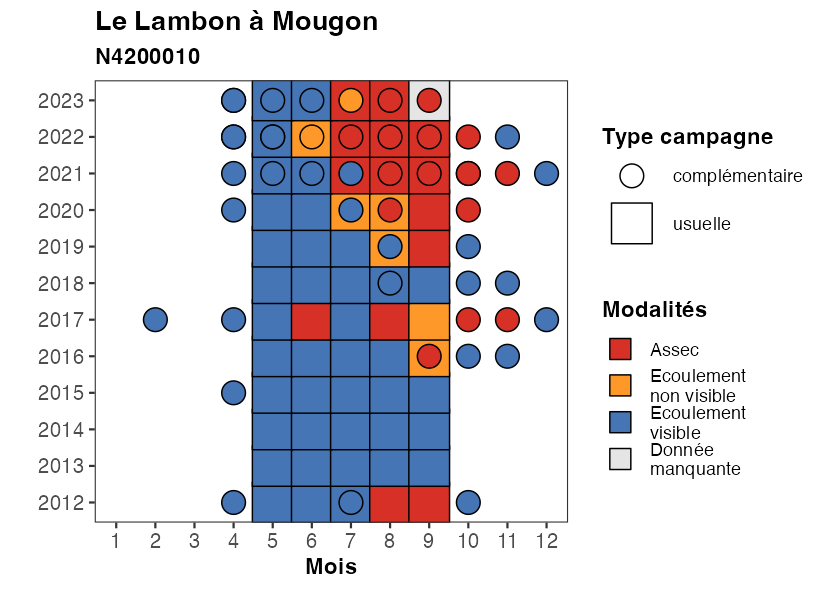 Le Lambon à Mougon
N4200010
2023
2022
2021
2020
2019
2018
2017
2016
2015
2014
2013
2012
1 2 3 4 5 6 7 8 9 10 11 12
Mois
Type campagne
complémentaire
usuelle
Modalités
Assec
Ecoulement
non visible
Ecoulement
visible
Donnée
manquante